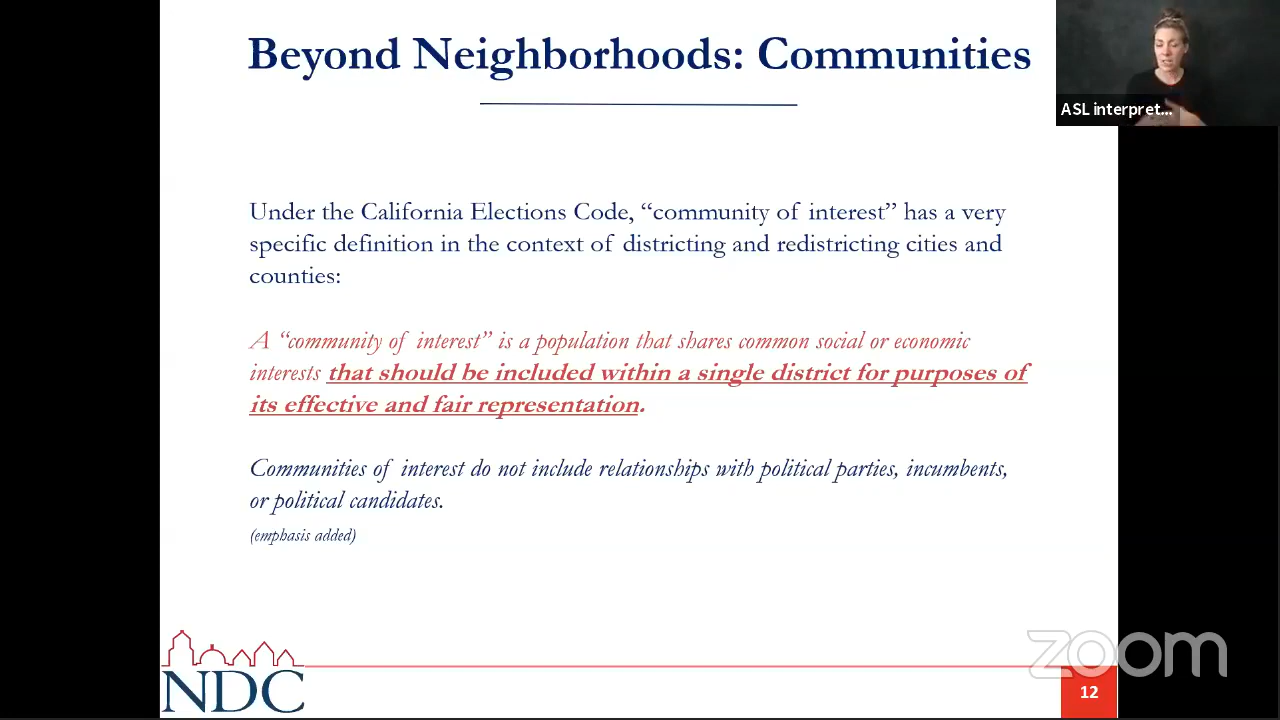 Beyond Neighborhoods: Communities
ASL interpret...
Under the California Elections Code, “community of interest” has a very
specific definition in the context of districting and redistricting cities and
counties:
A “community of interest” is a population that shares common social or economic
interests that should be included within a single district for purposes of
its effective and fair representation.
Communities of interest do not include relationships with political parties, incumbents,
or political candidates.
(emphasis added)
NDC
zoom
12